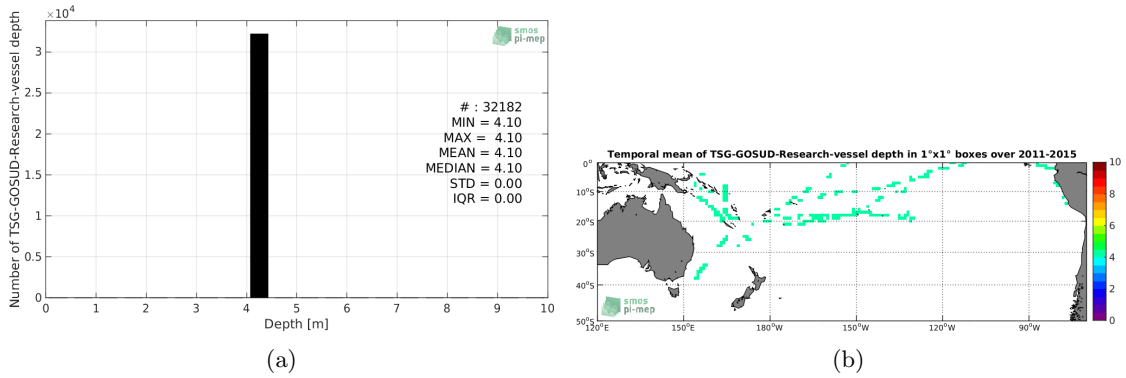 ×10⁴
Number of TSG-GOSUD-Research-vessel depth
3
2.5
2
1.5
1
0.5
0
smos
pi-mep
# : 32182
MIN = 4.10
MAX = 4.10
MEAN = 4.10
MEDIAN = 4.10
STD = 0.00
IQR = 0.00
0 1 2 3 4 5 6 7 8 9 10
Depth [m]
(a)
Temporal mean of TSG-GOSUD-Research-vessel depth in 1°x1° boxes over 2011-2015
0°
10°S
20°S
30°S
40°S
50°S
smos
pi-mep
120°E 150°E 180°W 150°W 120°W 90°W
10
8
6
4
2
0
(b)